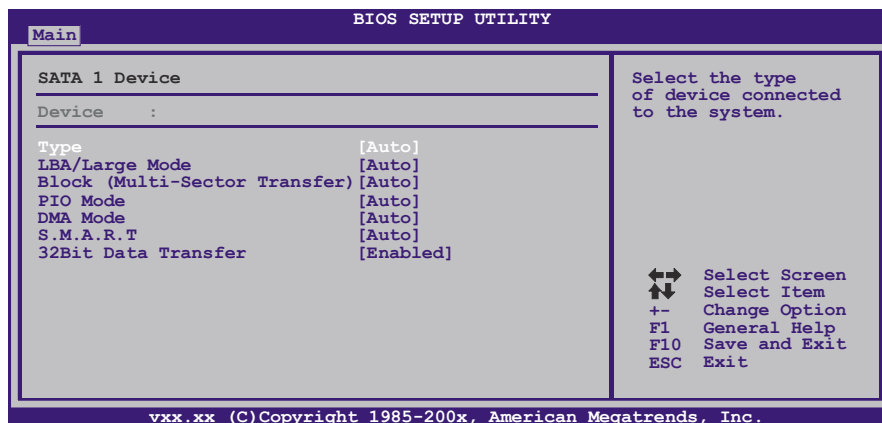 BIOS SETUP UTILITY
Main
SATA 1 Device
Device :
Type [Auto]
LBA/Large Mode [Auto]
Block (Multi-Sector Transfer) [Auto]
PIO Mode [Auto]
DMA Mode [Auto]
S.M.A.R.T [Auto]
32Bit Data Transfer [Enabled]
Select the type
of device connected
to the system.
Select Screen
Select Item
+- Change Option
F1 General Help
F10 Save and Exit
ESC Exit
vxx.xx (C)Copyright 1985-200x, American Megatrends, Inc.